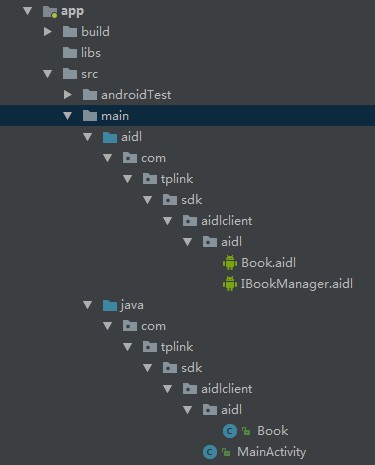 app
build
libs
src
androidTest
main
aidl
com
tplink
sdk
aidlclient
aidl
Book.aidl
IBookManager.aidl
java
com
tplink
sdk
aidlclient
aidl
C Book
C MainActivity